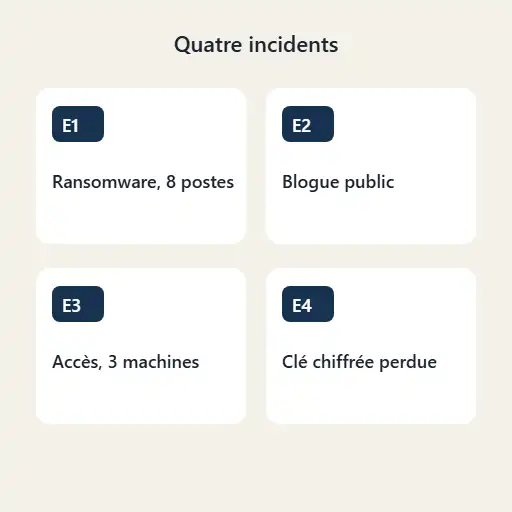 Quatre incidents
E1
Ransomware, 8 postes
E2
Blogue public
E3
Accès, 3 machines
E4
Clé chiffrée perdue